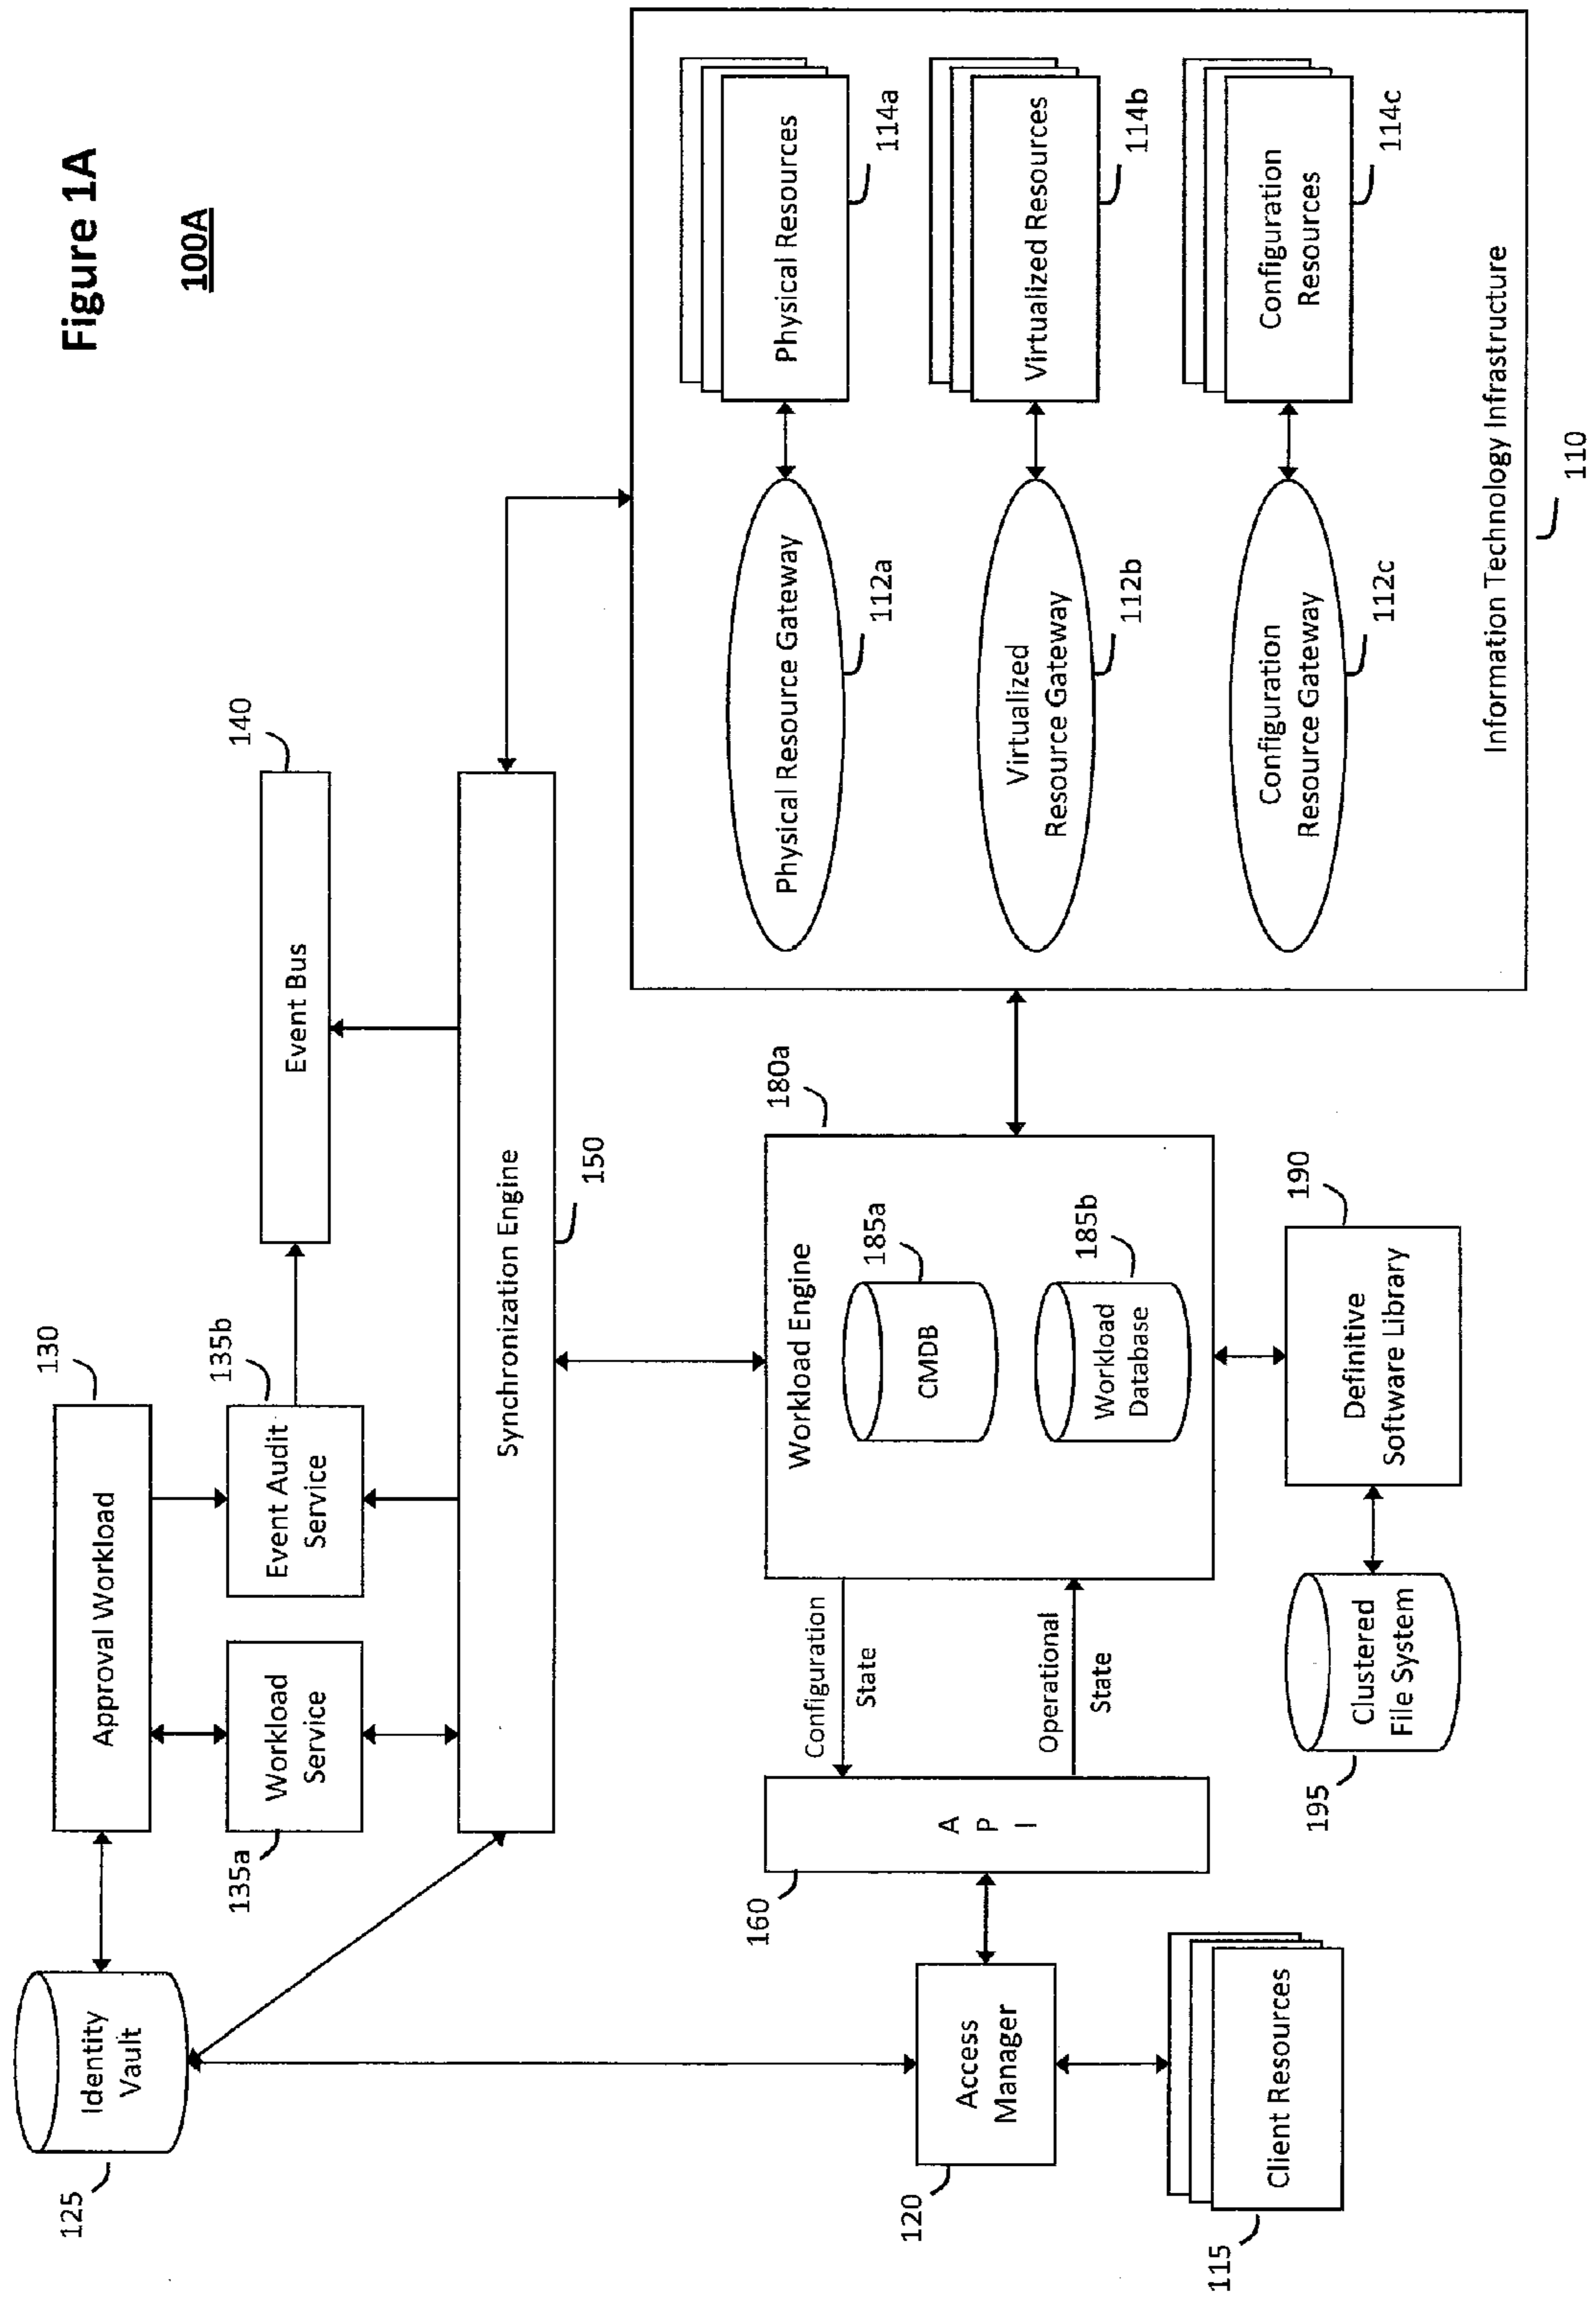 Figure 1A
100A
125
Identity
Vault
Approval Workload
130
135a
Workload
Service
Event Audit
Service
135b
Event Bus
140
Synchronization Engine
150
120
Access
Manager
115
Client Resources
160
A
P
I
Configuration
State
Operational
State
Workload Engine
180a
CMDB
185a
Workload
Database
185b
195
Clustered
File System
Definitive
Software Library
190
Physical Resource Gateway
112a
Physical Resources
114a
Virtualized
Resource Gateway
112b
Virtualized Resources
114b
Configuration
Resource Gateway
112c
Configuration
Resources
114c
Information Technology Infrastructure
110